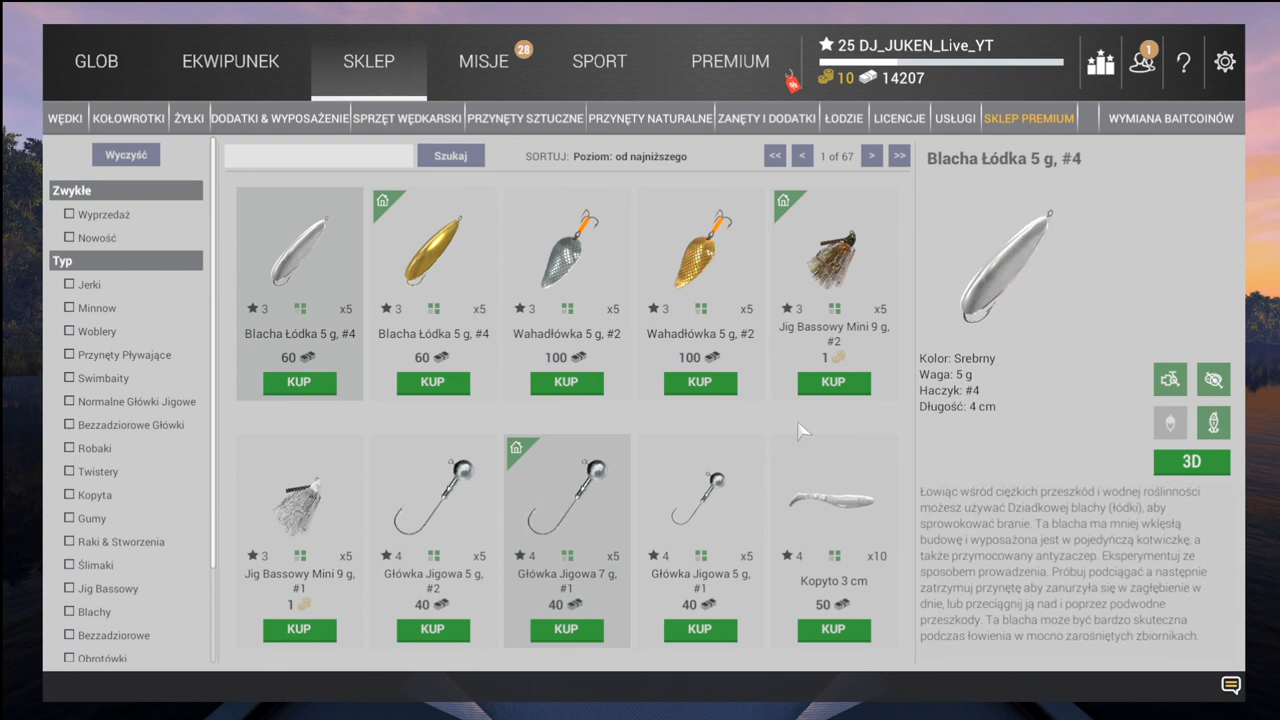 GLOB
EKWIPUNEK
SKLEP
MISJE
28
SPORT
PREMIUM
25 DJ_JUKEN_Live_YT
10 14207
1
?
WĘDKI
KOŁOWROTKI
ŻYŁKI
DODATKI & WYPOSAŻENIE
SPRZĘT WĘDKARSKI
PRZYNĘTY SZTUCZNE
PRZYNĘTY NATURALNE
ZANĘTY I DODATKI
ŁODZIE
LICENCJE
USŁUGI
SKLEP PREMIUM
WYMIANA BAITCOINÓW
Wyczyść
Zwykłe
Wyprzedaż
Nowość
Typ
Jerki
Minnow
Woblery
Przynęty Pływające
Swimbaity
Normalne Główki Jigowe
Bezzadziorowe Główki
Robaki
Twistery
Kopyta
Gumy
Raki & Stworzenia
Ślimaki
Jig Bassowy
Blachy
Bezzadziorowe
Obrotówki
Szukaj
SORTUJ: Poziom: od najniższego
<<
<
1 of 67
>
>>
3 x5
Blacha Łódka 5 g, #4
60
KUP
3 x5
Blacha Łódka 5 g, #4
60
KUP
3 x5
Wahadłówka 5 g, #2
100
KUP
3 x5
Wahadłówka 5 g, #2
100
KUP
3 x5
Jig Bassowy Mini 9 g,
#2
1
KUP
3 x5
Jig Bassowy Mini 9 g,
#1
1
KUP
4 x5
Główka Jigowa 5 g,
#2
40
KUP
4 x5
Główka Jigowa 7 g,
#1
40
KUP
4 x5
Główka Jigowa 5 g,
#1
40
KUP
4 x10
Kopyto 3 cm
50
KUP
Blacha Łódka 5 g, #4
Kolor: Srebrny
Waga: 5 g
Haczyk: #4
Długość: 4 cm
3D
Łowiąc wśród ciężkich przeszkód i wodnej roślinności
możesz używać Dziadkowej blachy (łódki), aby
sprowokować branie. Ta blacha ma mniej wklęsłą
budowę i wyposażona jest w pojedyńczą kotwiczkę, a
także przymocowany antyzaczep. Eksperymentuj ze
sposobem prowadzenia. Próbuj podciągać a następnie
zatrzymuj przynętę aby zanurzyła się w zagłębienie w
dnie, lub przeciągnij ją nad i poprzez podwodne
przeszkody. Ta blacha może być bardzo skuteczna
podczas łowienia w mocno zarośniętych zbiornikach.